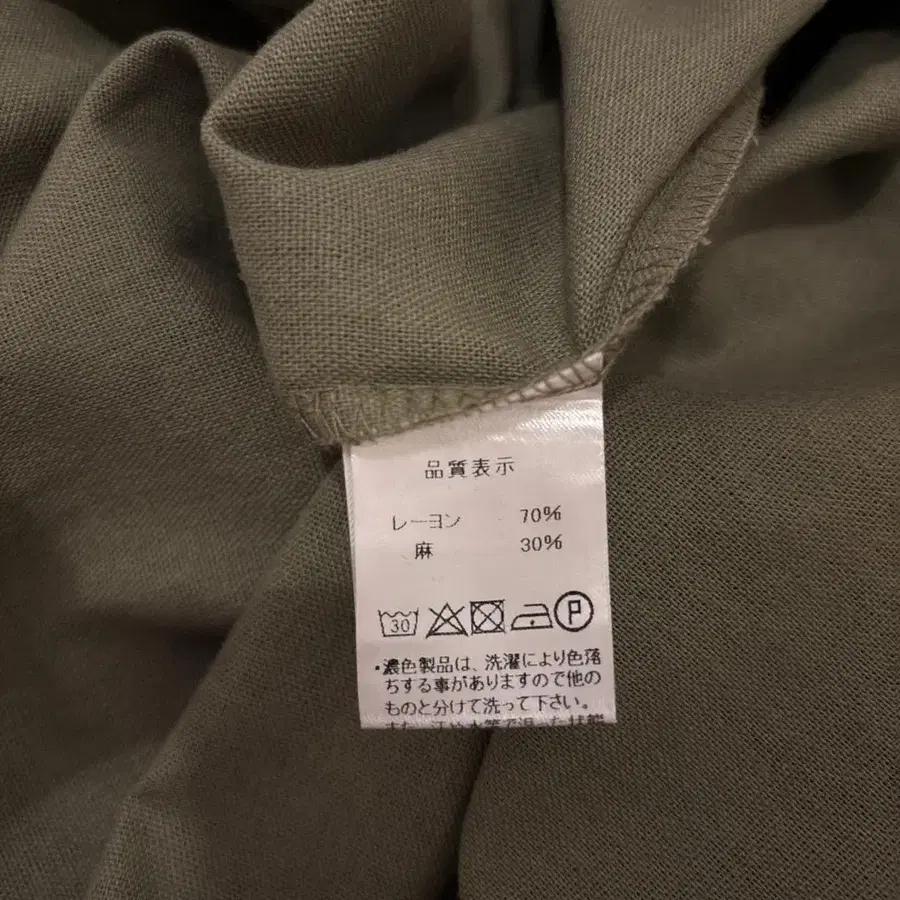 品質表示
レーヨン 70%
麻 30%
30 P
・濃色製品は、洗濯により色落
ちする事がありますので他の
ものと分けて洗って下さい。